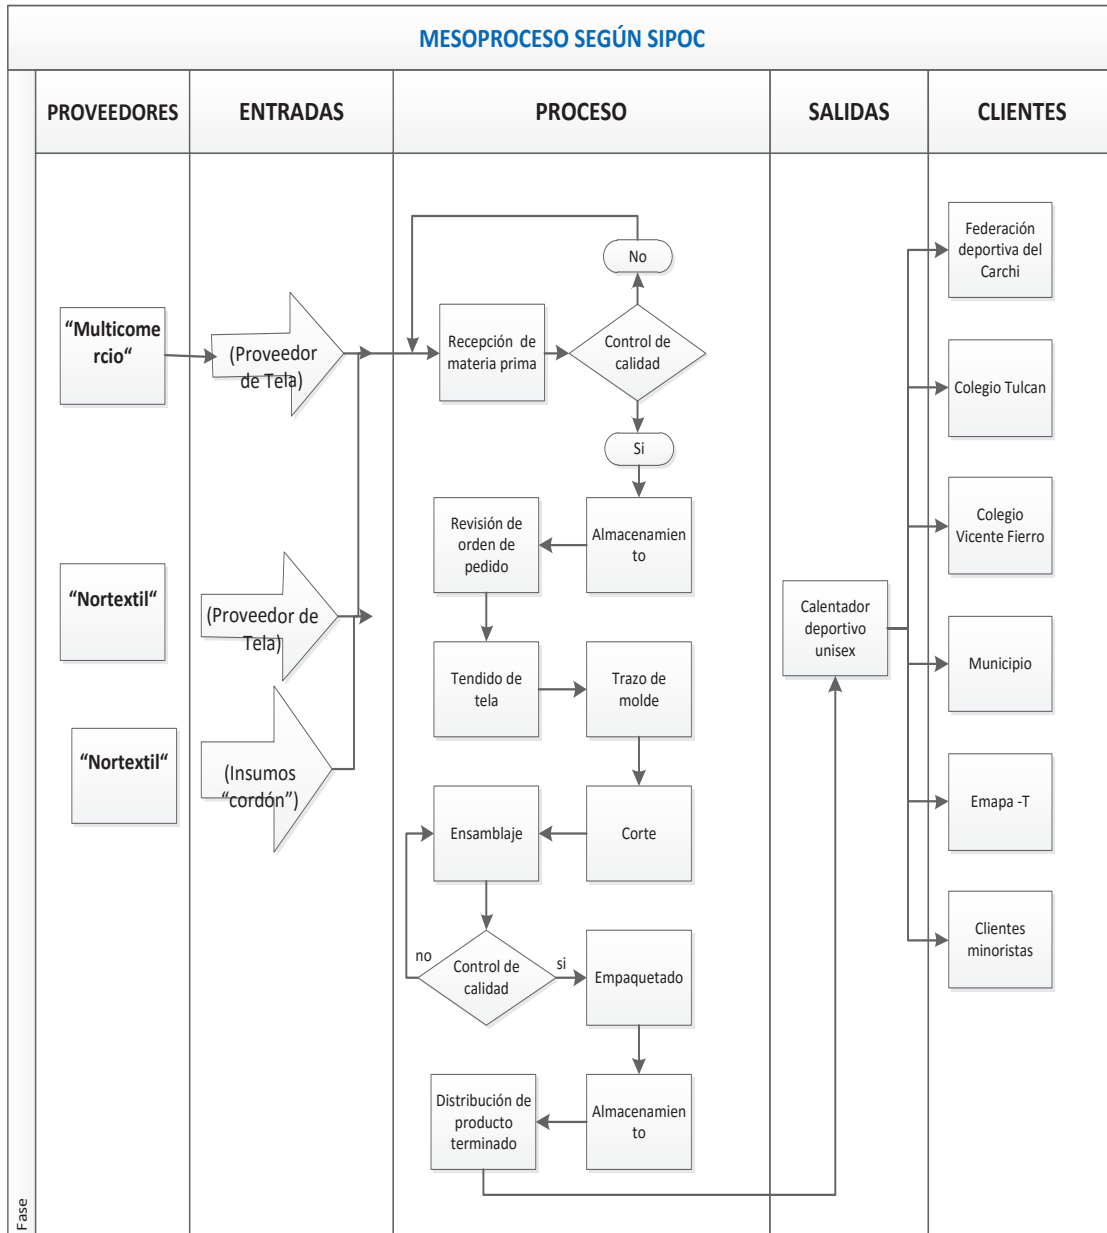 MESOPROCESO SEGÚN SIPOC
PROVEEDORES
ENTRADAS
PROCESO
SALIDAS
CLIENTES
“Multicome
rcio“
“Nortextil“
“Nortextil“
(Proveedor
de Tela)
(Proveedor de
Tela)
(Insumos
“cordón”)
No
Recepción de
materia prima
Control de
calidad
Si
Almacenamien
to
Revisión de
orden de
pedido
Tendido de
tela
Trazo de
molde
Corte
Ensamblaje
Control de
calidad
no
si
Empaquetado
Almacenamien
to
Distribución de
producto
terminado
Calentador
deportivo
unisex
Federación
deportiva del
Carchi
Colegio Tulcan
Colegio
Vicente Fierro
Municipio
Emapa -T
Clientes
minoristas
Fase